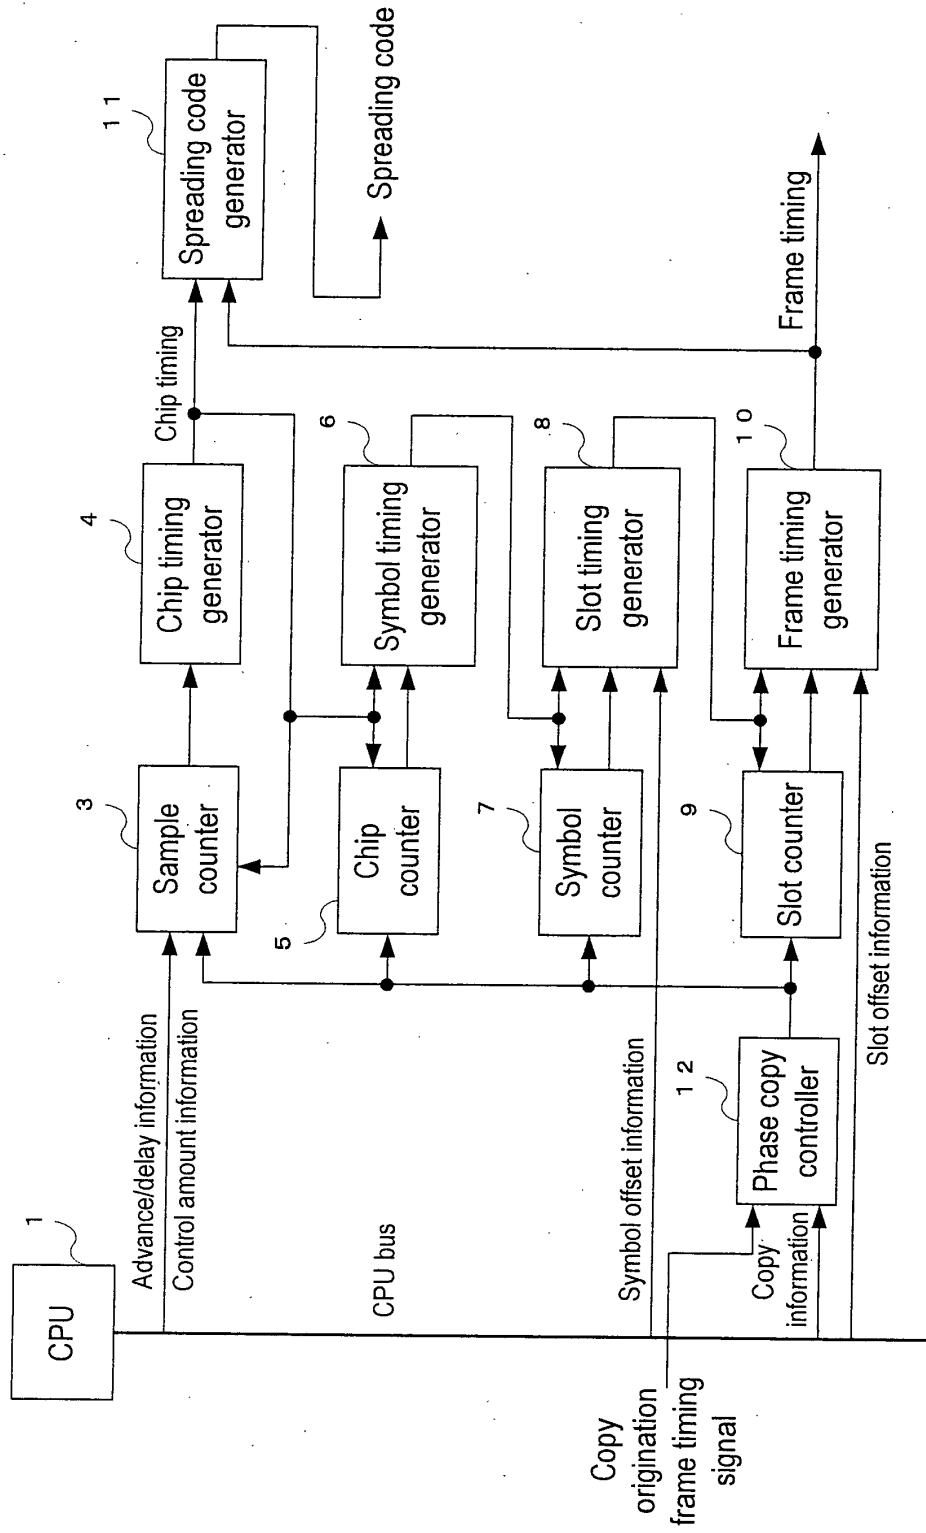 1
CPU
CPU bus
Advance/delay information
Control amount information
3
Sample
counter
4
Chip timing
generator
Chip timing
11
Spreading code
generator
Spreading code
5
Chip
counter
6
Symbol timing
generator
7
Symbol
counter
8
Slot timing
generator
Symbol offset information
9
Slot counter
10
Frame timing
generator
Frame timing
12
Phase copy
controller
Copy
information
Slot offset information
Copy
origination
frame timing
signal